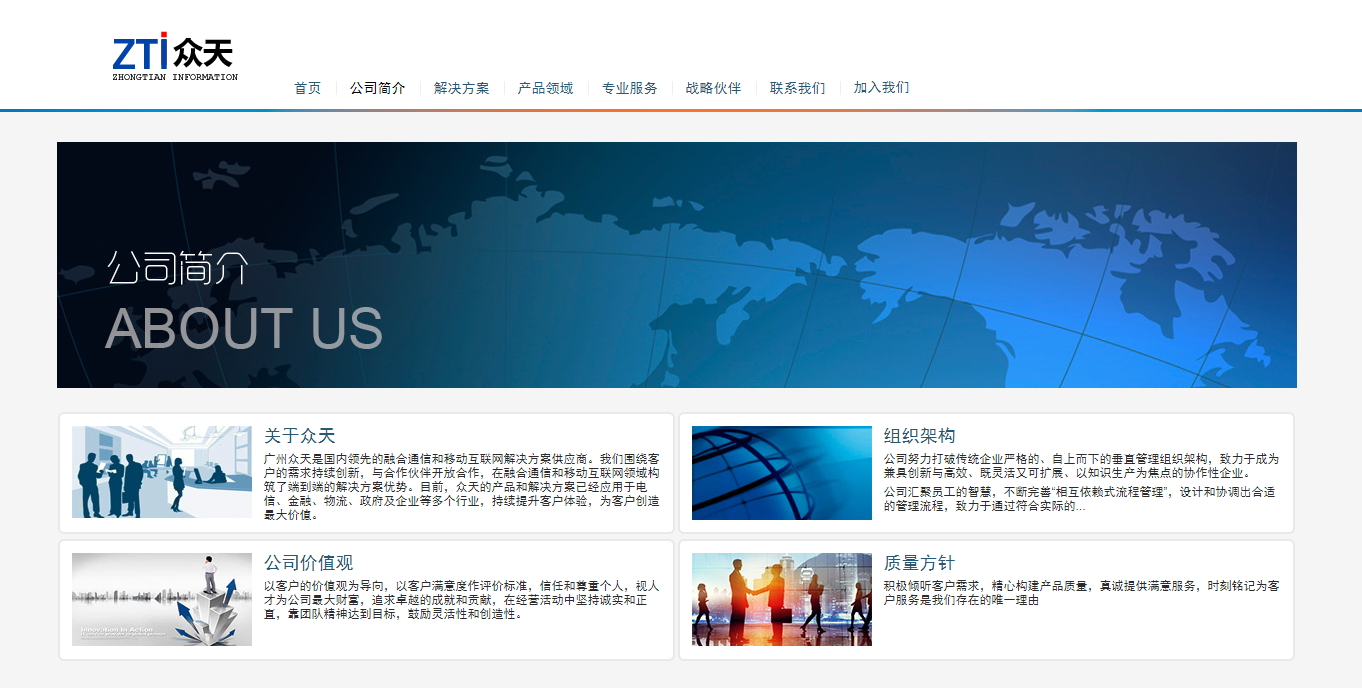 ZTi 众天
ZHONGTIAN INFORMATION
首页 公司简介 解决方案 产品领域 专业服务 战略伙伴 联系我们 加入我们
公司简介
ABOUT US
关于众天
广州众天是国内领先的融合通信和移动互联网解决方案供应商。我们围绕客
户的需求持续创新，与合作伙伴开放合作，在融合通信和移动互联网领域构
筑了端到端的解决方案优势。目前，众天的产品和解决方案已经应用于电
信、金融、物流、政府及企业等多个行业，持续提升客户体验，为客户创造
最大价值。
组织架构
公司努力打破传统企业严格的、自上而下的垂直管理组织架构，致力于成为
兼具创新与高效、既灵活又可扩展、以知识生产为焦点的协作性企业。
公司汇聚员工的智慧，不断完善“相互依赖式流程管理”，设计和协调出合适
的管理流程，致力于通过符合实际的...
公司价值观
以客户的价值观为导向，以客户满意度作评价标准，信任和尊重个人，视人
才为公司最大财富，追求卓越的成就和贡献，在经营活动中坚持诚实和正
直，靠团队精神达到目标，鼓励灵活性和创造性。
Innovation In Action
质量方针
积极倾听客户需求，精心构建产品质量，真诚提供满意服务，时刻铭记为客
户服务是我们存在的唯一理由